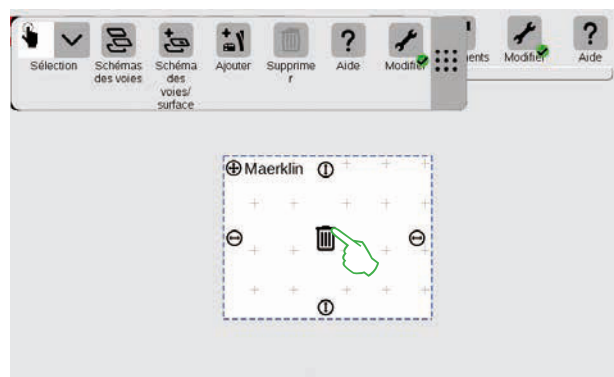 Sélection
Schémas des voies
Schéma des voies/ surface
Ajouter
Supprime r
Aide
Modifier
ents
Modifier
Aide
Maerklin